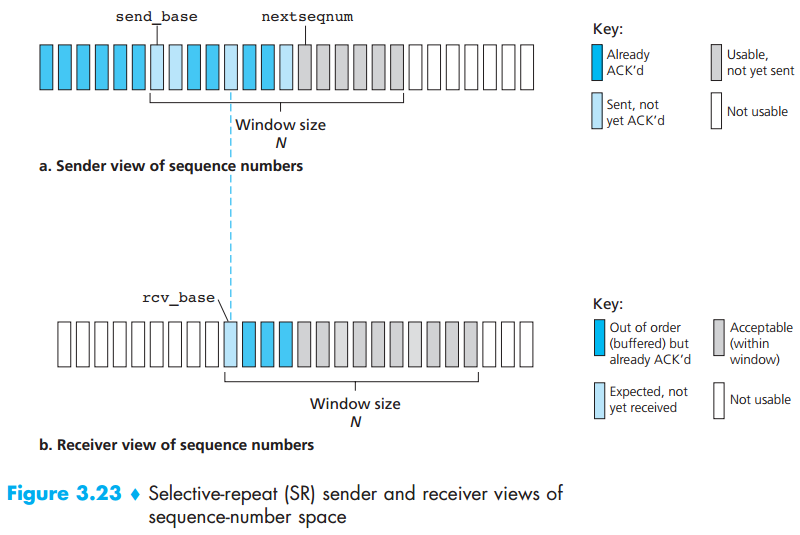 send_base
nextseqnum
Window size
N
a. Sender view of sequence numbers
Key:
Already
ACK'd
Usable,
not yet sent
Sent, not
yet ACK'd
Not usable
rcv_base
Window size
N
b. Receiver view of sequence numbers
Key:
Out of order
(buffered) but
already ACK'd
Acceptable
(within
window)
Expected, not
yet received
Not usable
Figure 3.23 ♦ Selective-repeat (SR) sender and receiver views of
sequence-number space